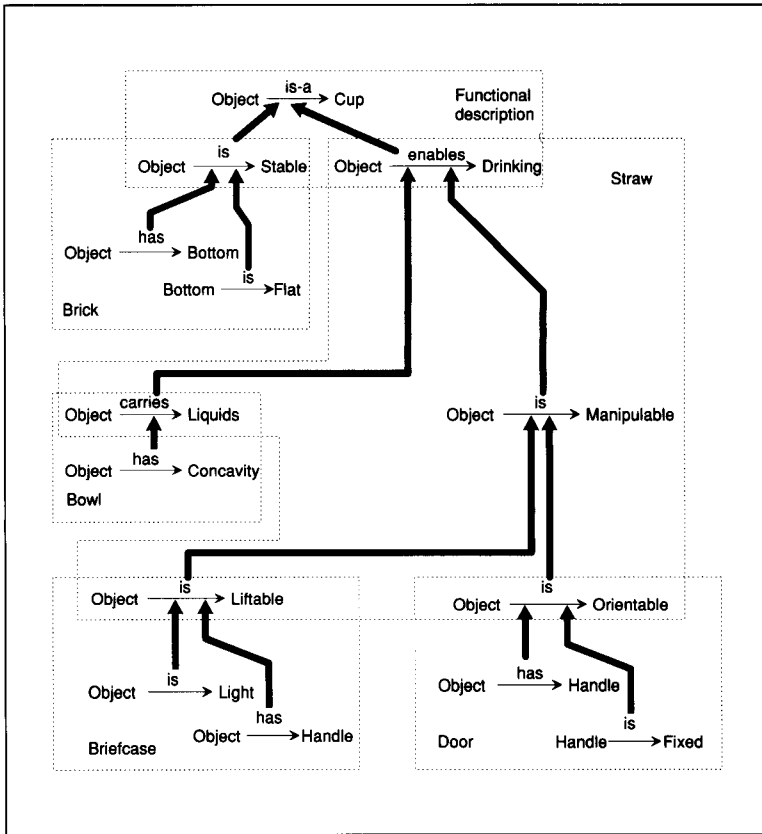 is-a
Object Cup
Functional
description
is
Object Stable
enables
Object Drinking
Straw
has
Object Bottom
is
Bottom Flat
Brick
carries
Object Liquids
is
Object Manipulable
has
Object Concavity
Bowl
is
Object Liftable
is
Object Orientable
is
Object Light
has
Object Handle
Briefcase
has
Object Handle
is
Handle Fixed
Door